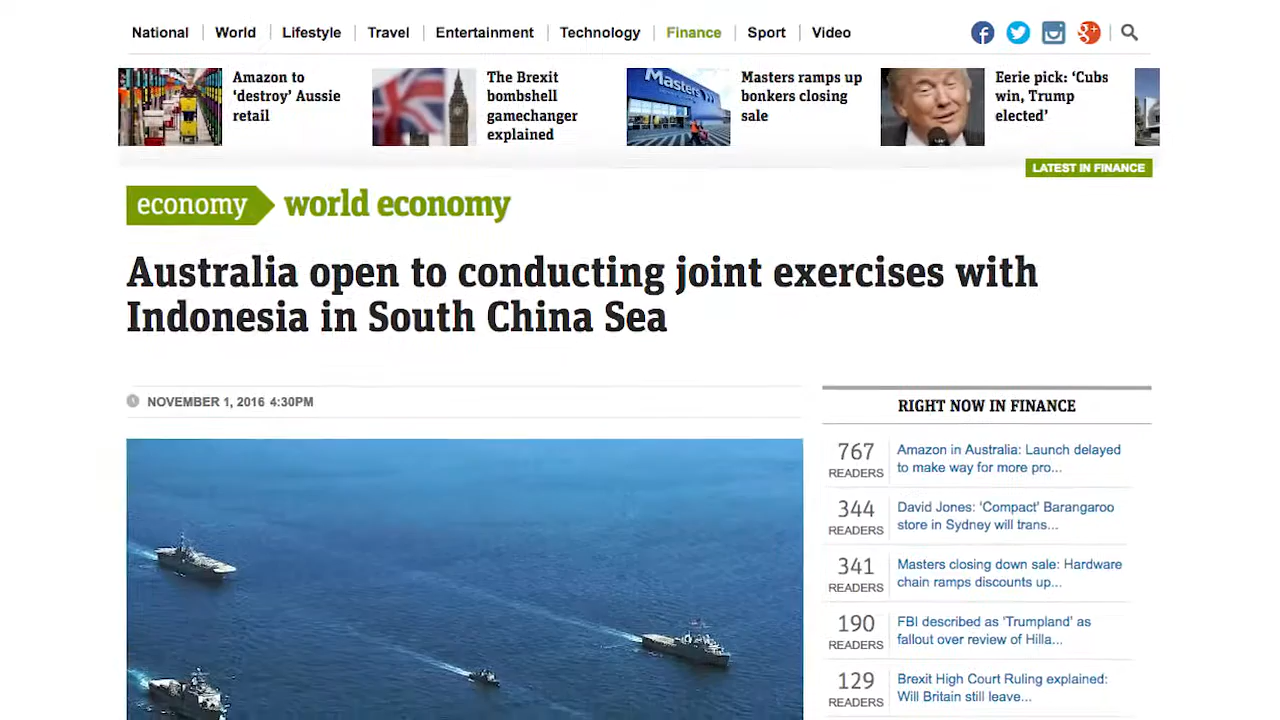 National World Lifestyle Travel Entertainment Technology Finance Sport Video
Amazon to
‘destroy’ Aussie
retail
The Brexit
bombshell
gamechanger
explained
Masters
Masters ramps up
bonkers closing
sale
Eerie pick: ‘Cubs
win, Trump
elected’
LATEST IN FINANCE
economy world economy
Australia open to conducting joint exercises with
Indonesia in South China Sea
NOVEMBER 1, 2016 4:30PM
RIGHT NOW IN FINANCE
767
READERS
Amazon in Australia: Launch delayed
to make way for more pro...
344
READERS
David Jones: ‘Compact’ Barangaroo
store in Sydney will trans...
341
READERS
Masters closing down sale: Hardware
chain ramps discounts up...
190
READERS
FBI described as ‘Trumpland’ as
fallout over review of Hilla...
129
READERS
Brexit High Court Ruling explained:
Will Britain still leave...